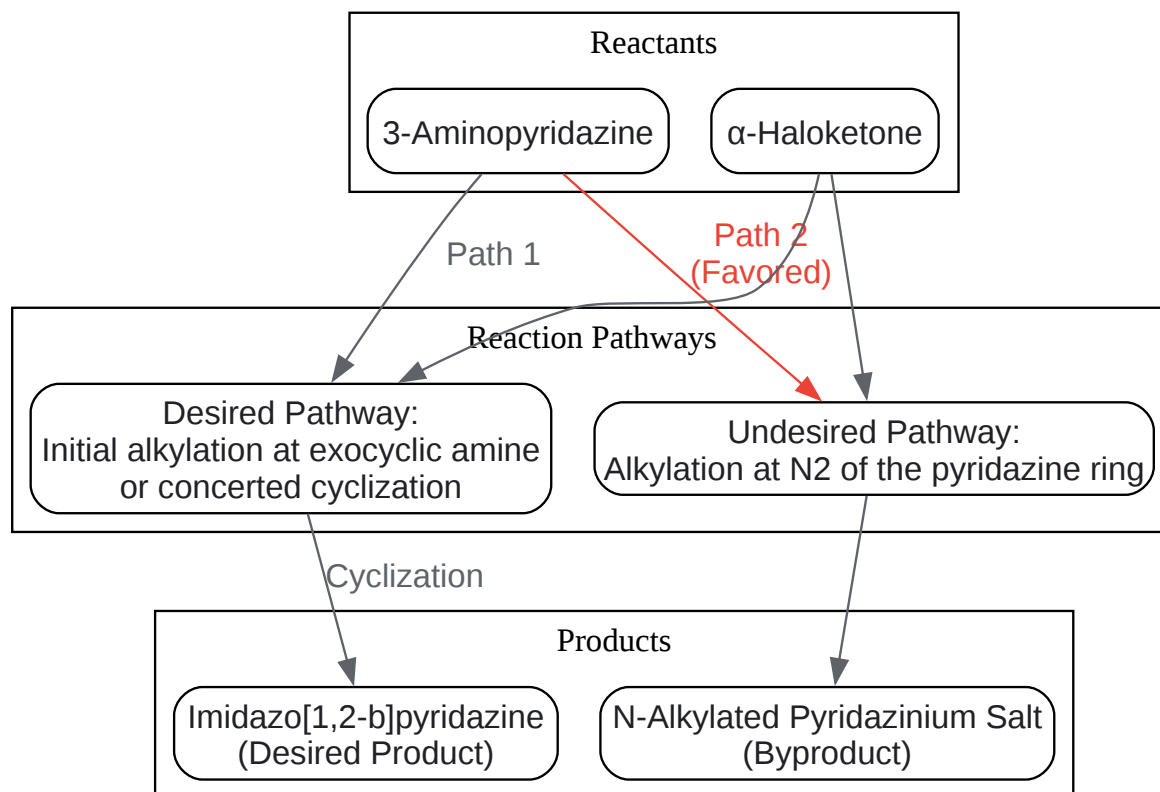 Reactants
3-Aminopyridazine
α-Haloketone
Path 1
Path 2
(Favored)
Reaction Pathways
Desired Pathway:
Initial alkylation at exocyclic amine
or concerted cyclization
Undesired Pathway:
Alkylation at N2 of the pyridazine ring
Cyclization
Products
Imidazo[1,2-b]pyridazine
(Desired Product)
N-Alkylated Pyridazinium Salt
(Byproduct)